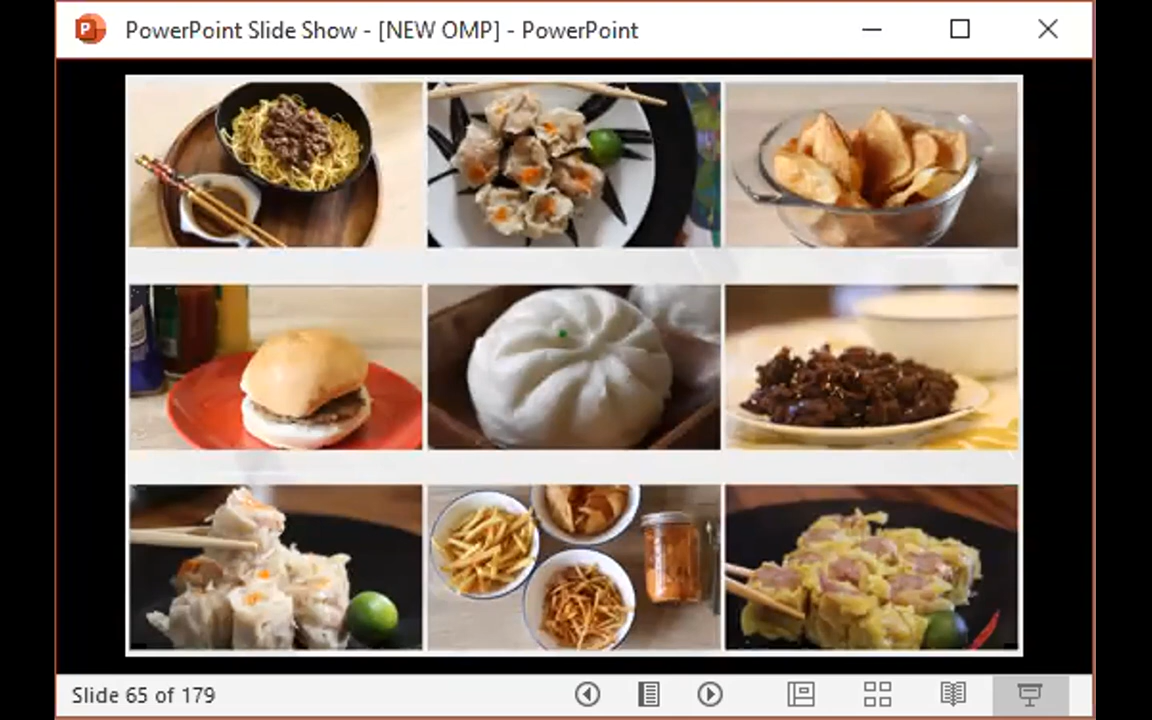 PowerPoint Slide Show - [NEW OMP] - PowerPoint
Slide 65 of 179